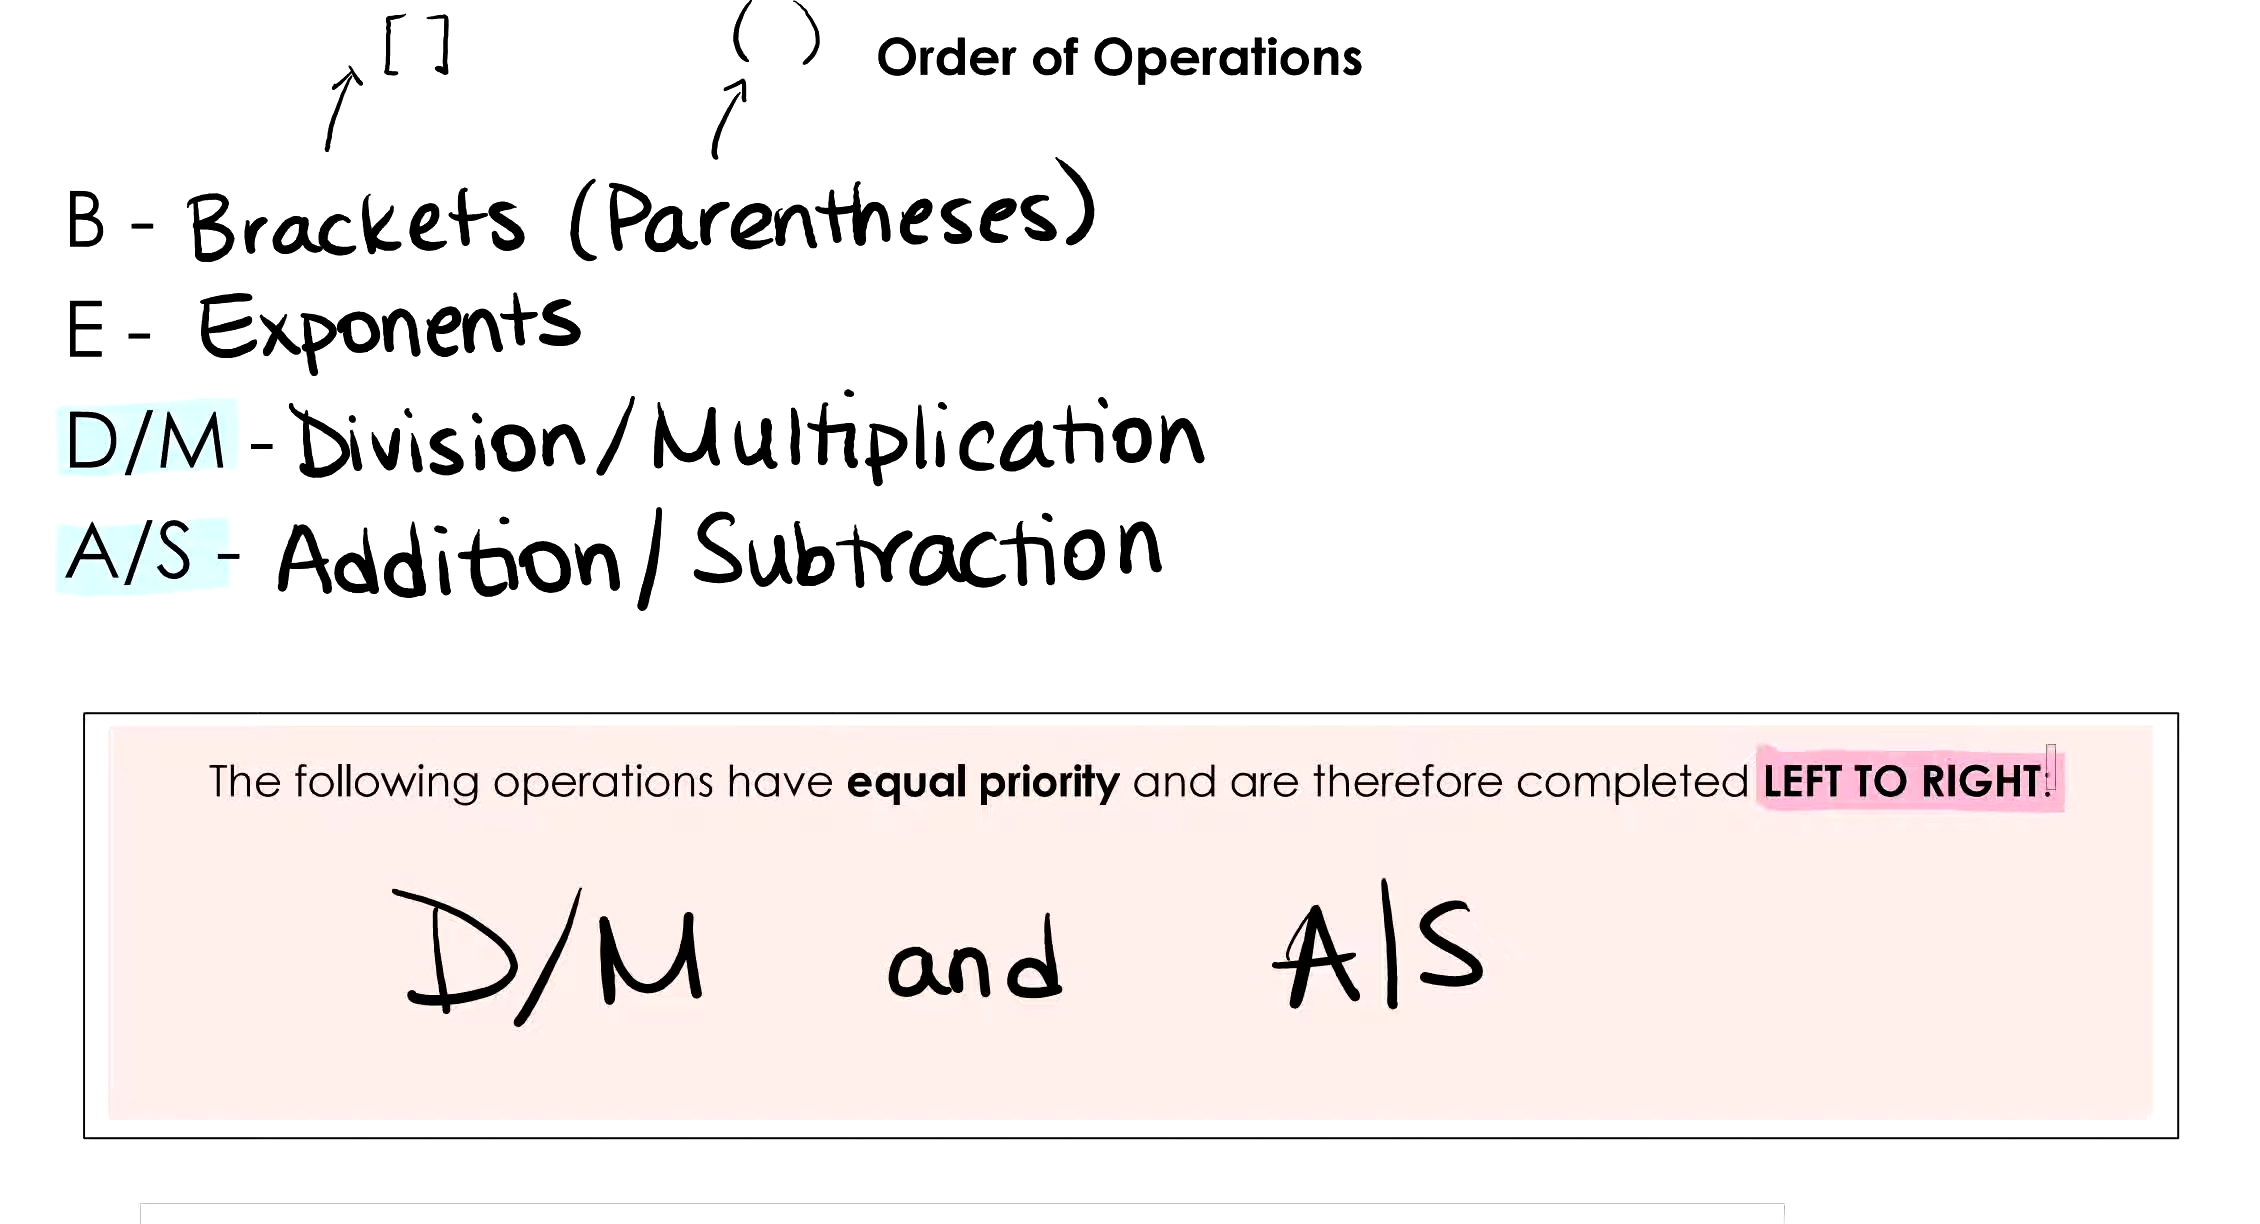 [ ] ( ) Order of Operations
B - Brackets (Parentheses)
E - Exponents
D/M - Division/Multiplication
A/S - Addition/Subtraction
The following operations have equal priority and are therefore completed LEFT TO RIGHT:
D/M and A/S